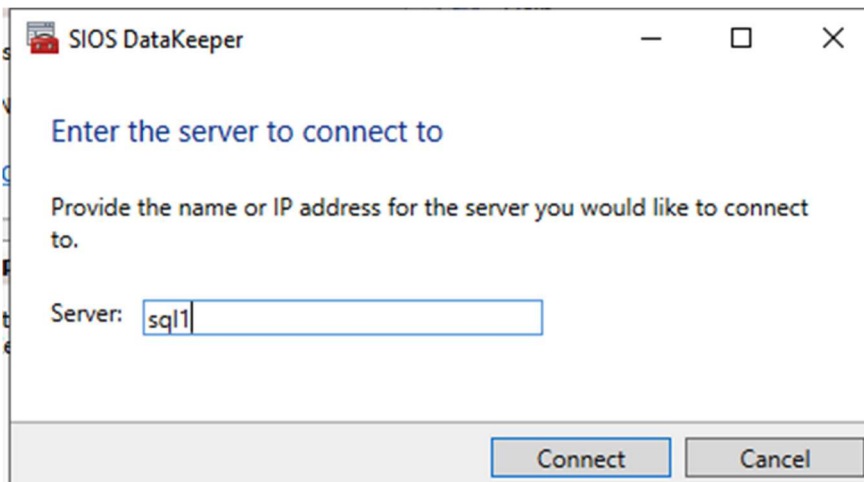 SIOS DataKeeper
Enter the server to connect to
Provide the name or IP address for the server you would like to connect
to.
Server: sql1
Connect Cancel